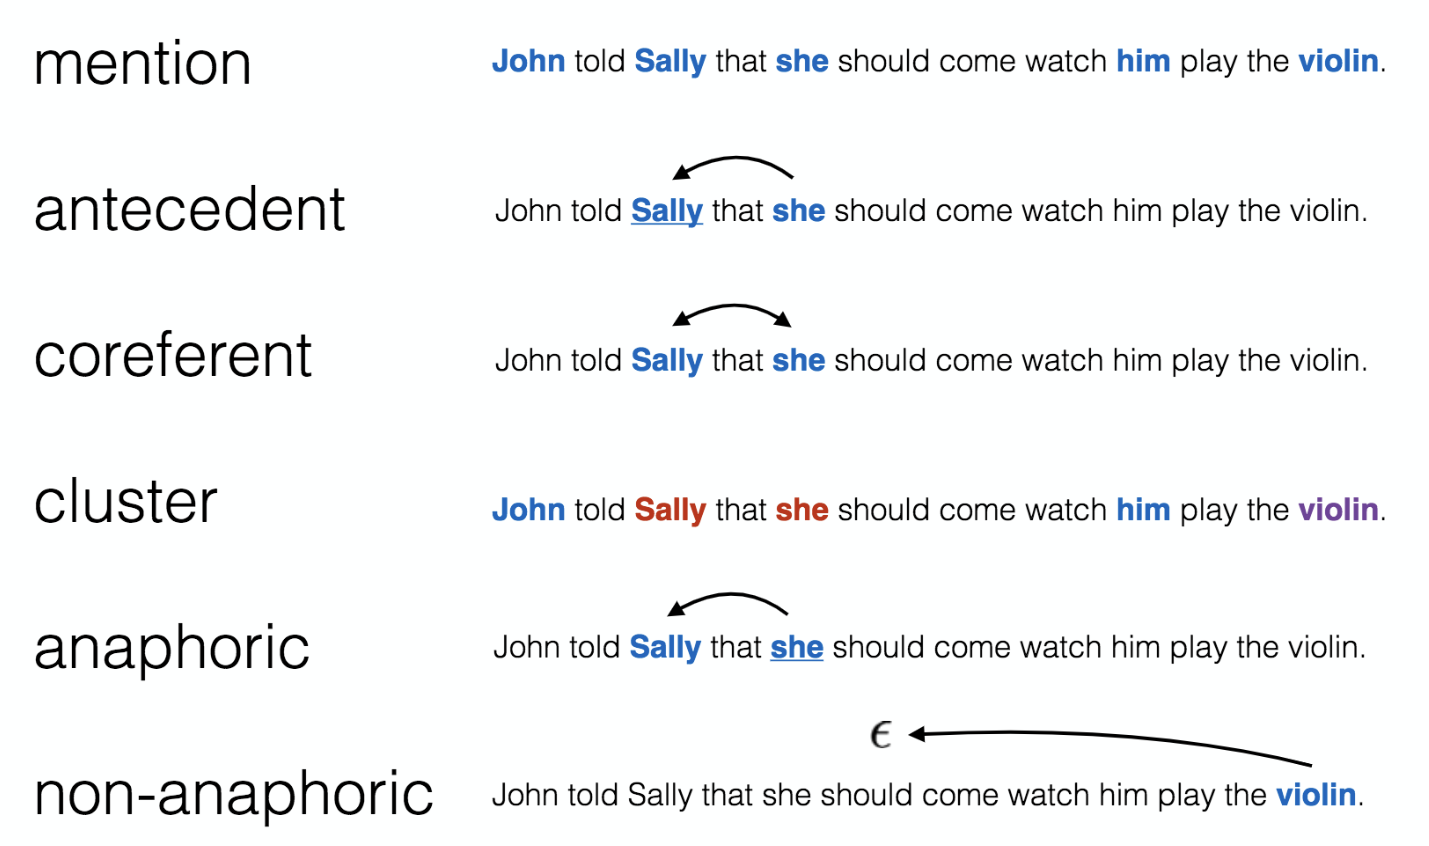 mention
John told Sally that she should come watch him play the violin.
antecedent
John told Sally that she should come watch him play the violin.
coreferent
John told Sally that she should come watch him play the violin.
cluster
John told Sally that she should come watch him play the violin.
anaphoric
John told Sally that she should come watch him play the violin.
ϵ
non-anaphoric
John told Sally that she should come watch him play the violin.